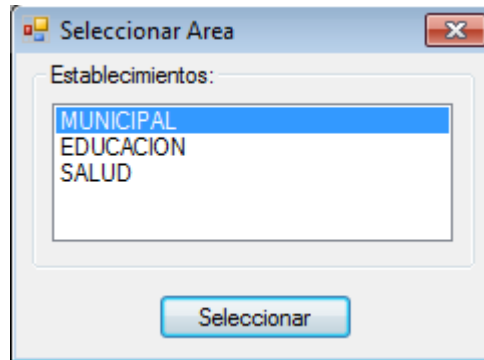 Seleccionar Area
Establecimientos:
MUNICIPAL
EDUCACION
SALUD
Seleccionar